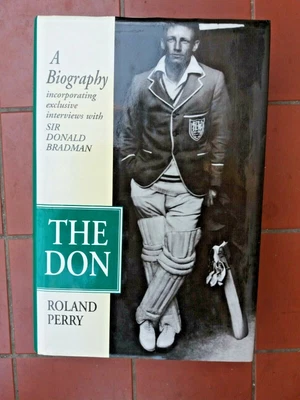 A
Biography
incorporating
exclusive
interviews with
SIR
DONALD
BRADMAN
THE
DON
ROLAND
PERRY